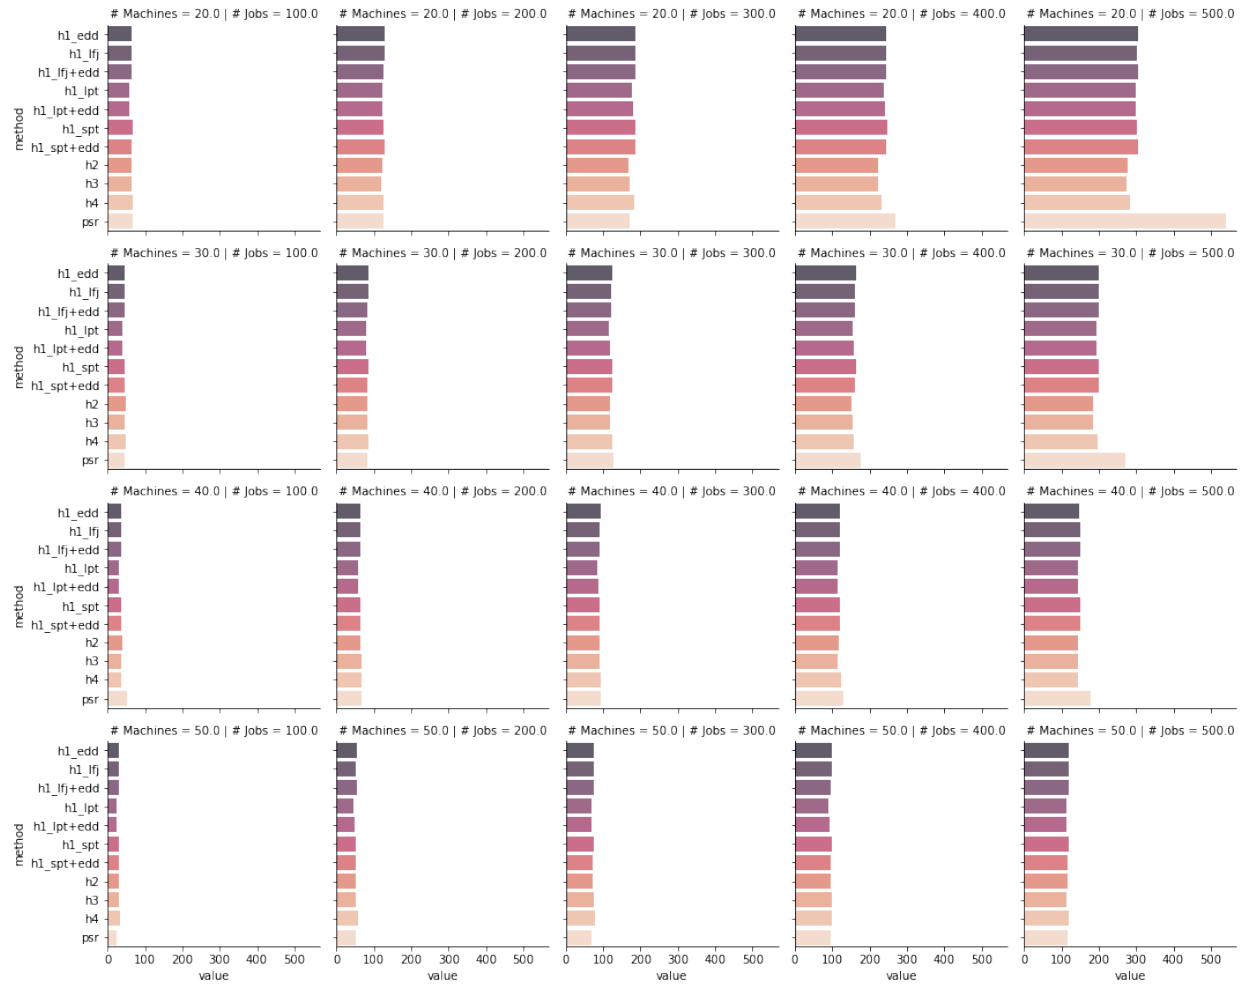 # Machines = 20.0 | # Jobs = 100.0
# Machines = 20.0 | # Jobs = 200.0
# Machines = 20.0 | # Jobs = 300.0
# Machines = 20.0 | # Jobs = 400.0
# Machines = 20.0 | # Jobs = 500.0
method
h1_edd
h1_lfj
h1_lfj+edd
h1_lpt
h1_lpt+edd
h1_spt
h1_spt+edd
h2
h3
h4
psr
# Machines = 30.0 | # Jobs = 100.0
# Machines = 30.0 | # Jobs = 200.0
# Machines = 30.0 | # Jobs = 300.0
# Machines = 30.0 | # Jobs = 400.0
# Machines = 30.0 | # Jobs = 500.0
method
h1_edd
h1_lfj
h1_lfj+edd
h1_lpt
h1_lpt+edd
h1_spt
h1_spt+edd
h2
h3
h4
psr
# Machines = 40.0 | # Jobs = 100.0
# Machines = 40.0 | # Jobs = 200.0
# Machines = 40.0 | # Jobs = 300.0
# Machines = 40.0 | # Jobs = 400.0
# Machines = 40.0 | # Jobs = 500.0
method
h1_edd
h1_lfj
h1_lfj+edd
h1_lpt
h1_lpt+edd
h1_spt
h1_spt+edd
h2
h3
h4
psr
# Machines = 50.0 | # Jobs = 100.0
# Machines = 50.0 | # Jobs = 200.0
# Machines = 50.0 | # Jobs = 300.0
# Machines = 50.0 | # Jobs = 400.0
# Machines = 50.0 | # Jobs = 500.0
method
h1_edd
h1_lfj
h1_lfj+edd
h1_lpt
h1_lpt+edd
h1_spt
h1_spt+edd
h2
h3
h4
psr
0 100 200 300 400 500
0 100 200 300 400 500
0 100 200 300 400 500
0 100 200 300 400 500
0 100 200 300 400 500
value
value
value
value
value